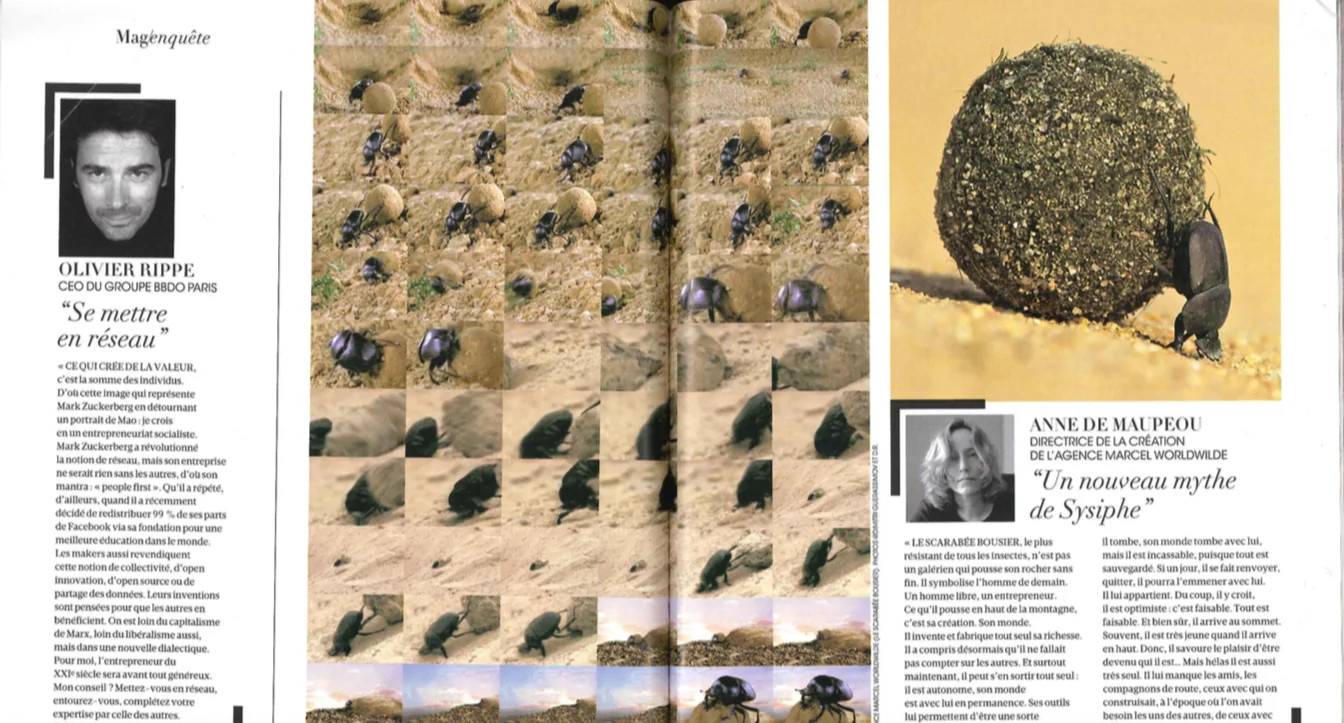 Mag/enquête
OLIVIER RIPPE
CEO DU GROUPE BBDO PARIS
“Se mettre
en réseau”
« CE QUI CRÉE DE LA VALEUR,
c'est la somme des individus.
D'où cette image qui représente
Mark Zuckerberg en détournant
un portrait de Mao : je crois
en un entrepreneuriat socialiste.
Mark Zuckerberg a révolutionné
la notion de réseau, mais son entreprise
ne serait rien sans les autres, d'où son
mantra : « people first ». Qu'il a répété,
d'ailleurs, quand il a récemment
décidé de redistribuer 99 % de ses parts
de Facebook via sa fondation pour une
meilleure éducation dans le monde.
Les makers aussi revendiquent
cette notion de collectivité, d'open
innovation, d'open source ou de
partage des données. Leurs inventions
sont pensées pour que les autres en
bénéficient. On est loin du capitalisme
de Marx, loin du libéralisme aussi,
mais dans une nouvelle dialectique.
Pour moi, l'entrepreneur du
XXIe siècle sera avant tout généreux.
Mon conseil ? Mettez-vous en réseau,
entourez-vous, complétez votre
expertise par celle des autres.
MARCEL WORLDWILDE (LE SCARABÉE BOUSIER). PHOTOS
ET D.R.
ANNE DE MAUPEOU
DIRECTRICE DE LA CRÉATION
DE L'AGENCE MARCEL WORLDWILDE
“Un nouveau mythe
de Sysiphe”
« LE SCARABÉE BOUSIER, le plus
résistant de tous les insectes, n'est pas
un galérien qui pousse son rocher sans
fin. Il symbolise l'homme de demain.
Un homme libre, un entrepreneur.
Ce qu'il pousse en haut de la montagne,
c'est sa création. Son monde.
Il invente et fabrique tout seul sa richesse.
Il a compris désormais qu'il ne fallait
pas compter sur les autres. Et surtout
maintenant, il peut s'en sortir tout seul :
il est autonome, son monde
est avec lui en permanence. Ses outils
lui permettent d'être une sorte
Il tombe, son monde tombe avec lui,
mais il est incassable, puisque tout est
sauvegardé. Si un jour, il se fait renvoyer,
quitter, il pourra l'emmener avec lui.
Il lui appartient. Du coup, il y croit,
il est optimiste : c'est faisable. Tout est
faisable. Et bien sûr, il arrive au sommet.
Souvent, il est très jeune quand il arrive
en haut. Donc, il savoure le plaisir d'être
devenu qui il est... Mais hélas il est aussi
très seul. Il lui manque les amis, les
compagnons de route, ceux avec qui on
construisait, à l'époque où l'on avait
besoin les uns des autres, de ceux avec